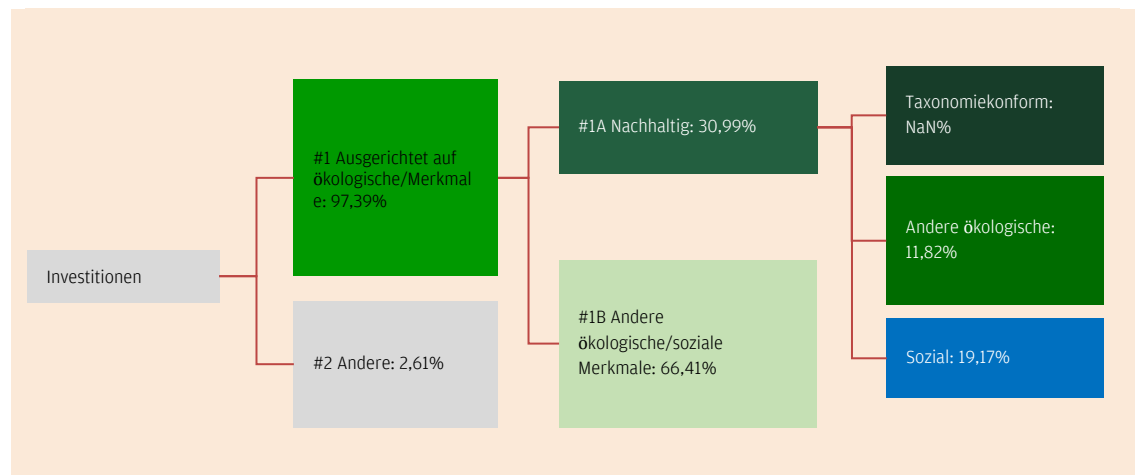 Investitionen
#1 Ausgerichtet auf
ökologische/Merkmal
e: 97,39%
#2 Andere: 2,61%
#1A Nachhaltig: 30,99%
#1B Andere
ökologische/soziale
Merkmale: 66,41%
Taxonomiekonform:
NaN%
Andere ökologische:
11,82%
Sozial: 19,17%